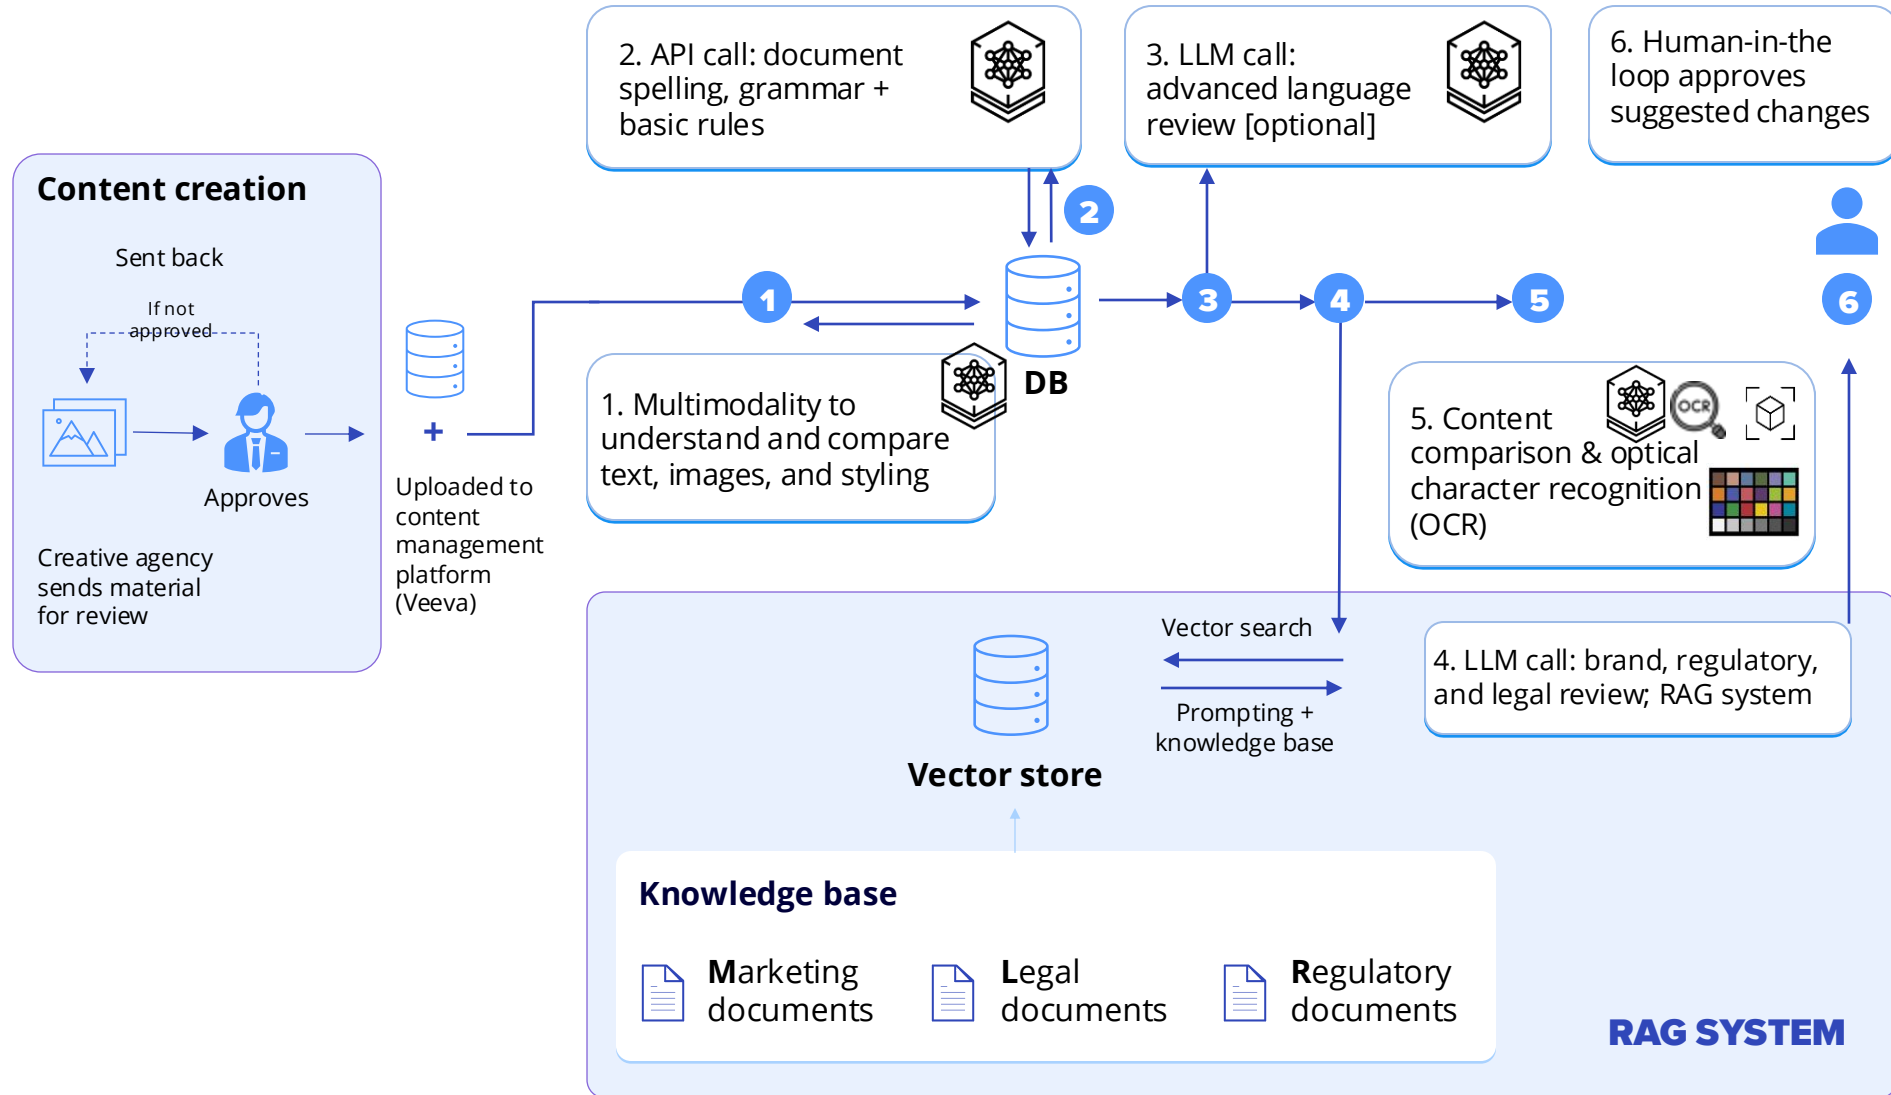 Content creation
Sent back
If not
approved
Approves
Creative agency
sends material
for review
+
Uploaded to
content
management
platform
(Veeva)
2. API call: document
spelling, grammar +
basic rules
2
1
DB
1. Multimodality to
understand and compare
text, images, and styling
3. LLM call:
advanced language
review [optional]
3
4
5
6. Human-in-the
loop approves
suggested changes
6
OCR
5. Content
comparison & optical
character recognition
(OCR)
Vector search
Prompting +
knowledge base
4. LLM call: brand, regulatory,
and legal review; RAG system
Vector store
Knowledge base
Marketing
documents
Legal
documents
Regulatory
documents
RAG SYSTEM